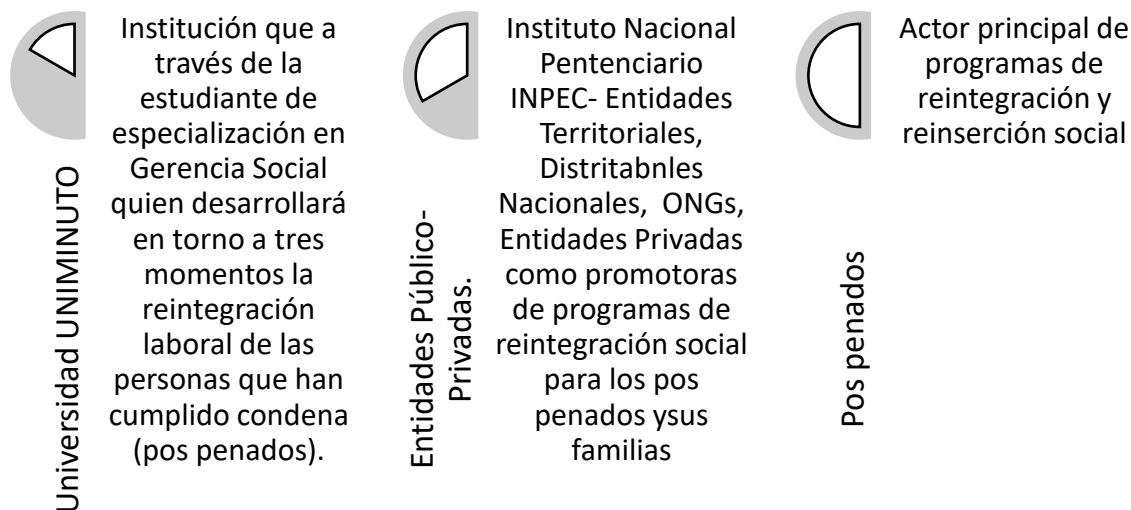 Universidad UNIMINUTO
Institución que a
través de la
estudiante de
especialización en
Gerencia Social
quien desarrollará
en torno a tres
momentos la
reintegración
laboral de las
personas que han
cumplido condena
(pos penados).
Entidades Público-
Privadas.
Instituto Nacional
Pentenciario
INPEC- Entidades
Territoriales,
Distritabnles
Nacionales, ONGs,
Entidades Privadas
como promotoras
de programas de
reintegración social
para los pos
penados ysus
familias
Pos penados
Actor principal de
programas de
reintegración y
reinserción social